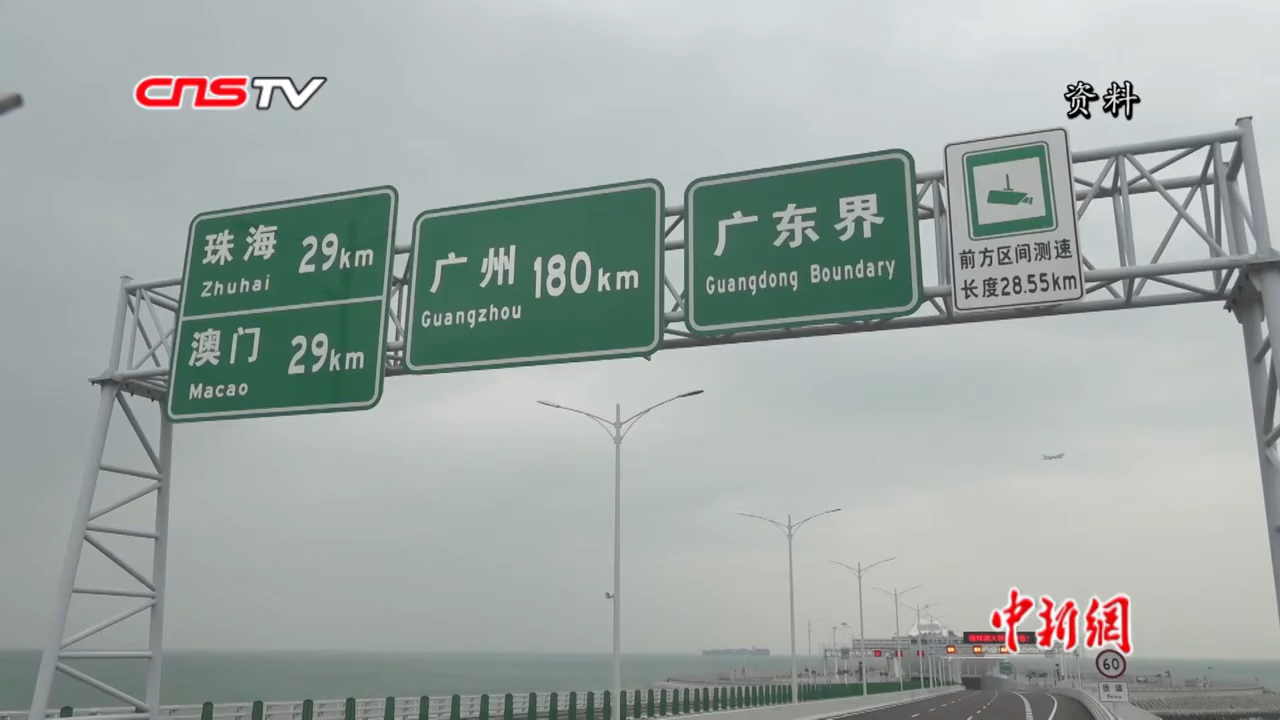 CNSTV
资料
珠海 29km
Zhuhai
澳门 29km
Macao
广州 180km
Guangzhou
广东界
Guangdong Boundary
前方区间测速
长度28.55km
中新網
60